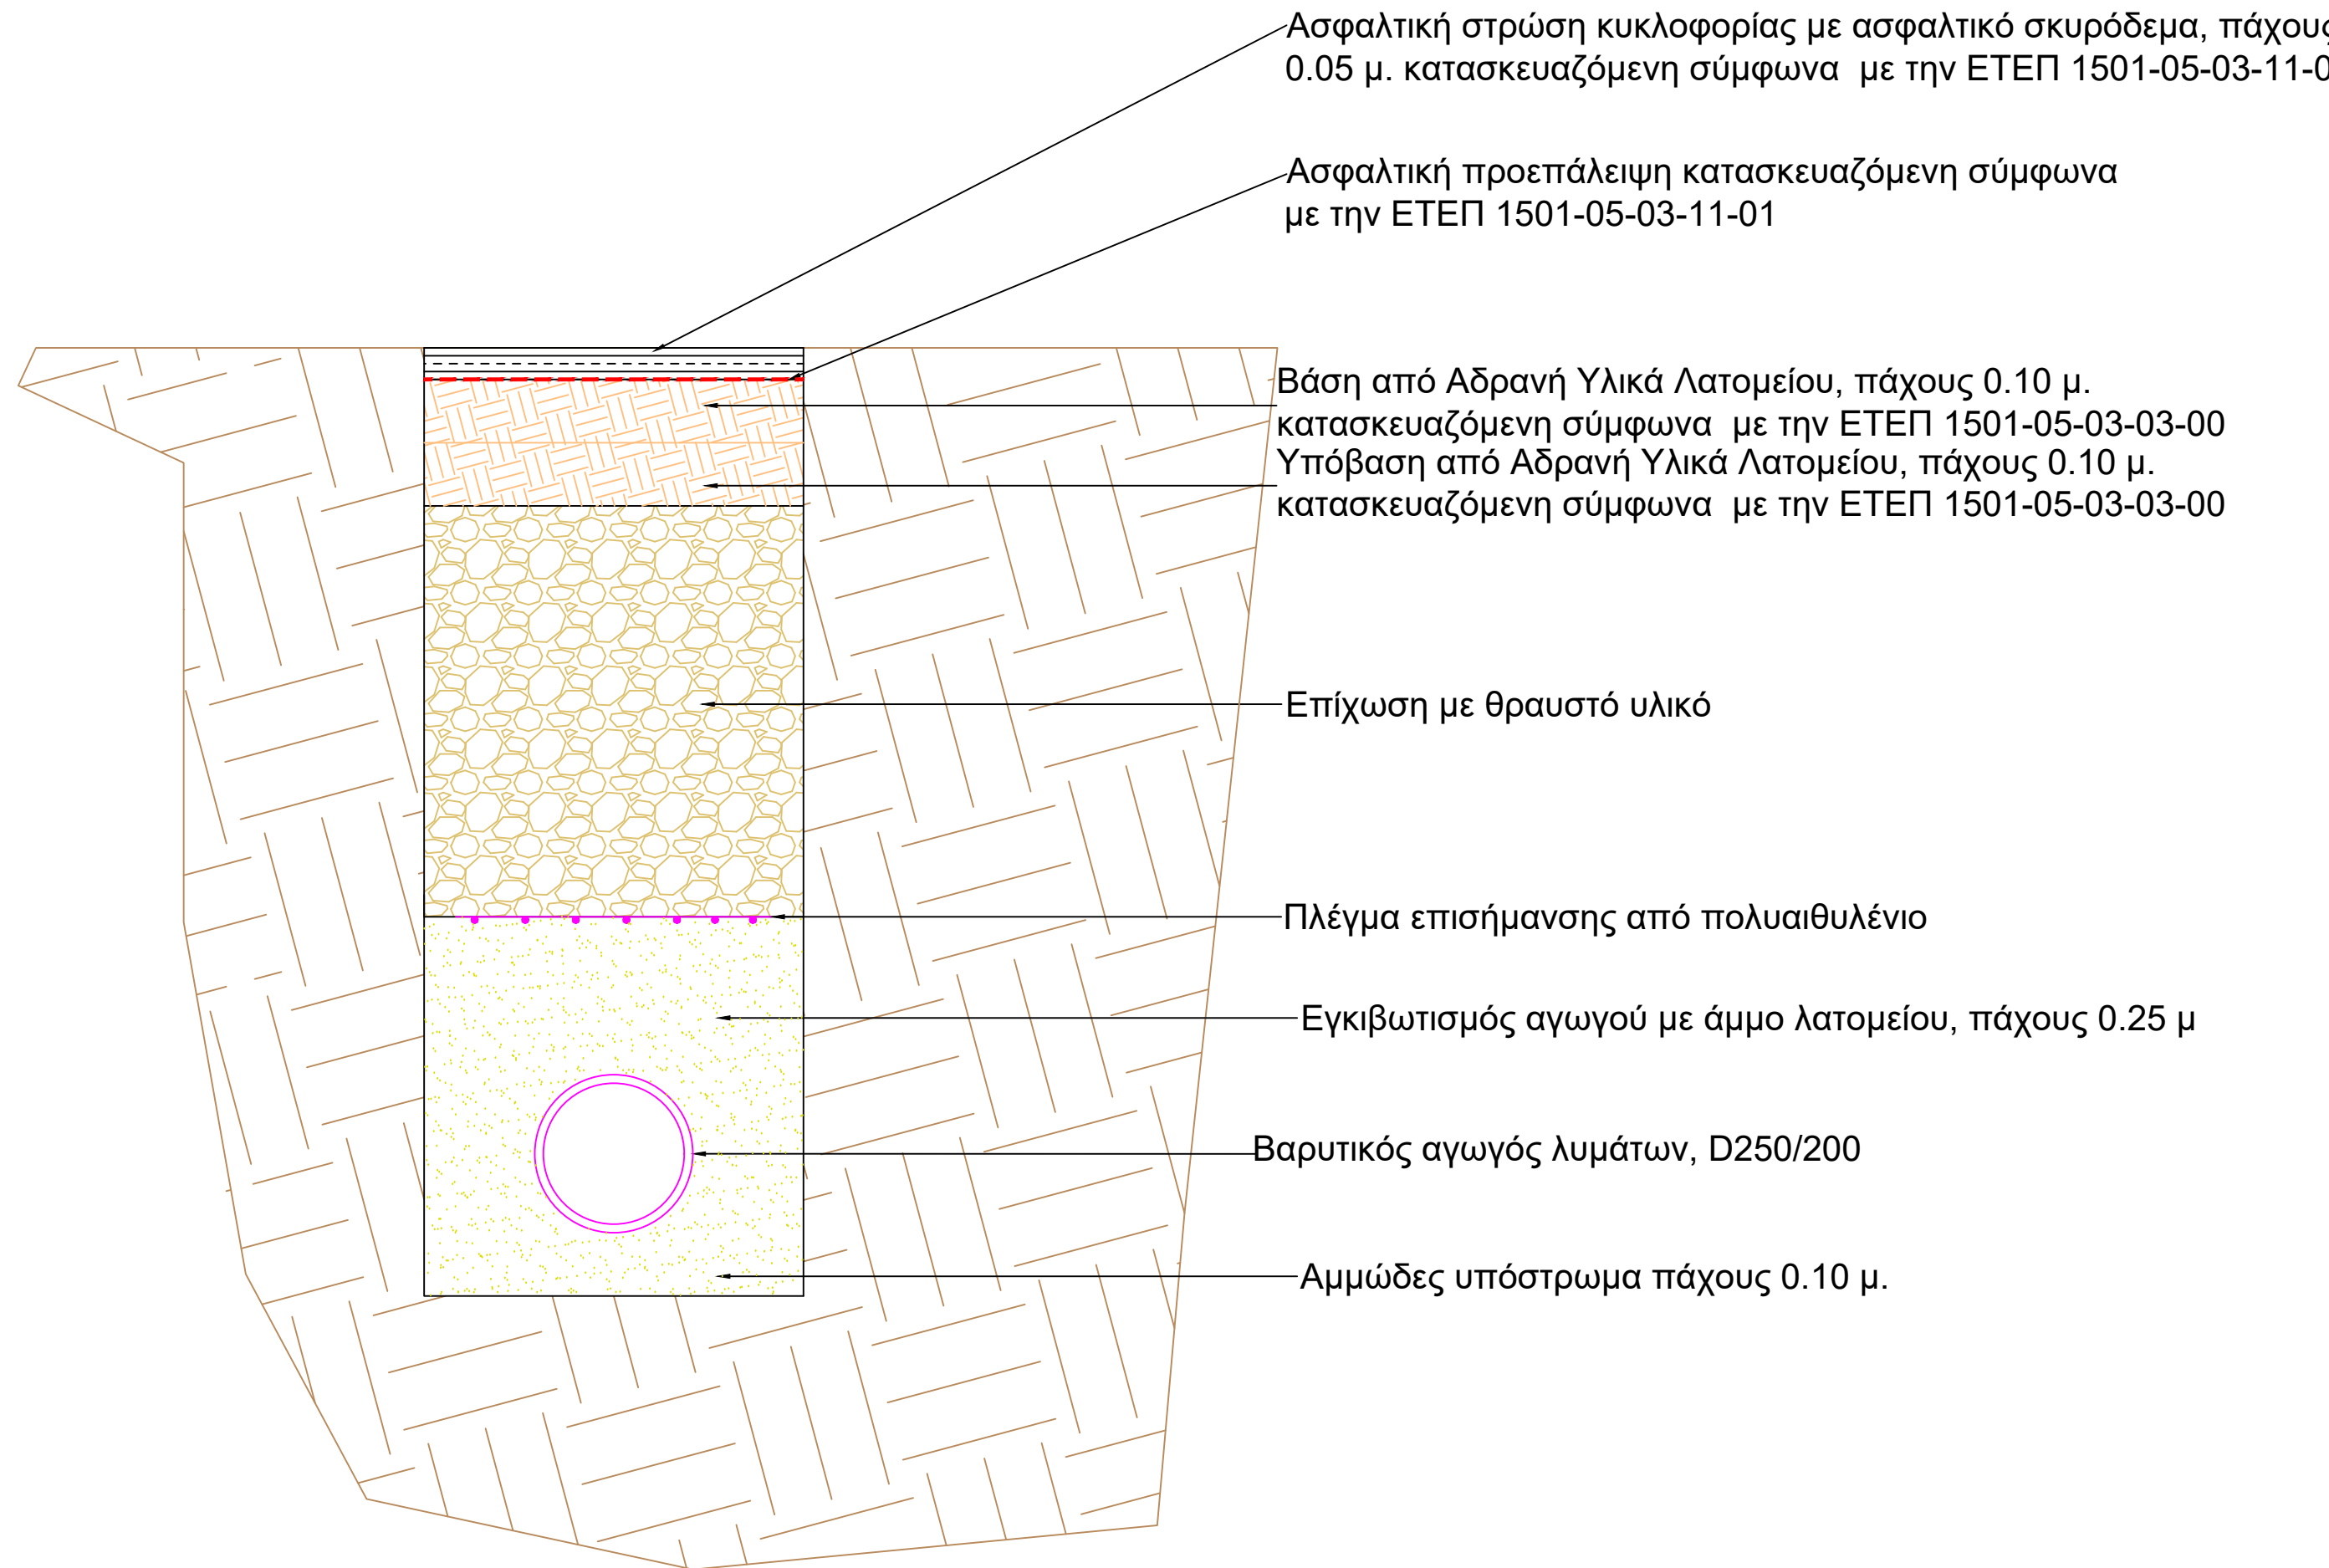 Ασφαλτική στρώση κυκλοφορίας με ασφαλτικό σκυρόδεμα, πάχους
0.05 μ. κατασκευαζόμενη σύμφωνα με την ΕΤΕΠ 1501-05-03-11-0
Ασφαλτική προεπάλειψη κατασκευαζόμενη σύμφωνα
με την ΕΤΕΠ 1501-05-03-11-01
Βάση από Αδρανή Υλικά Λατομείου, πάχους 0.10 μ.
κατασκευαζόμενη σύμφωνα με την ΕΤΕΠ 1501-05-03-03-00
Υπόβαση από Αδρανή Υλικά Λατομείου, πάχους 0.10 μ.
κατασκευαζόμενη σύμφωνα με την ΕΤΕΠ 1501-05-03-03-00
Επίχωση με θραυστό υλικό
Πλέγμα επισήμανσης από πολυαιθυλένιο
Εγκιβωτισμός αγωγού με άμμο λατομείου, πάχους 0.25 μ
Βαρυτικός αγωγός λυμάτων, D250/200
Αμμώδες υπόστρωμα πάχους 0.10 μ.